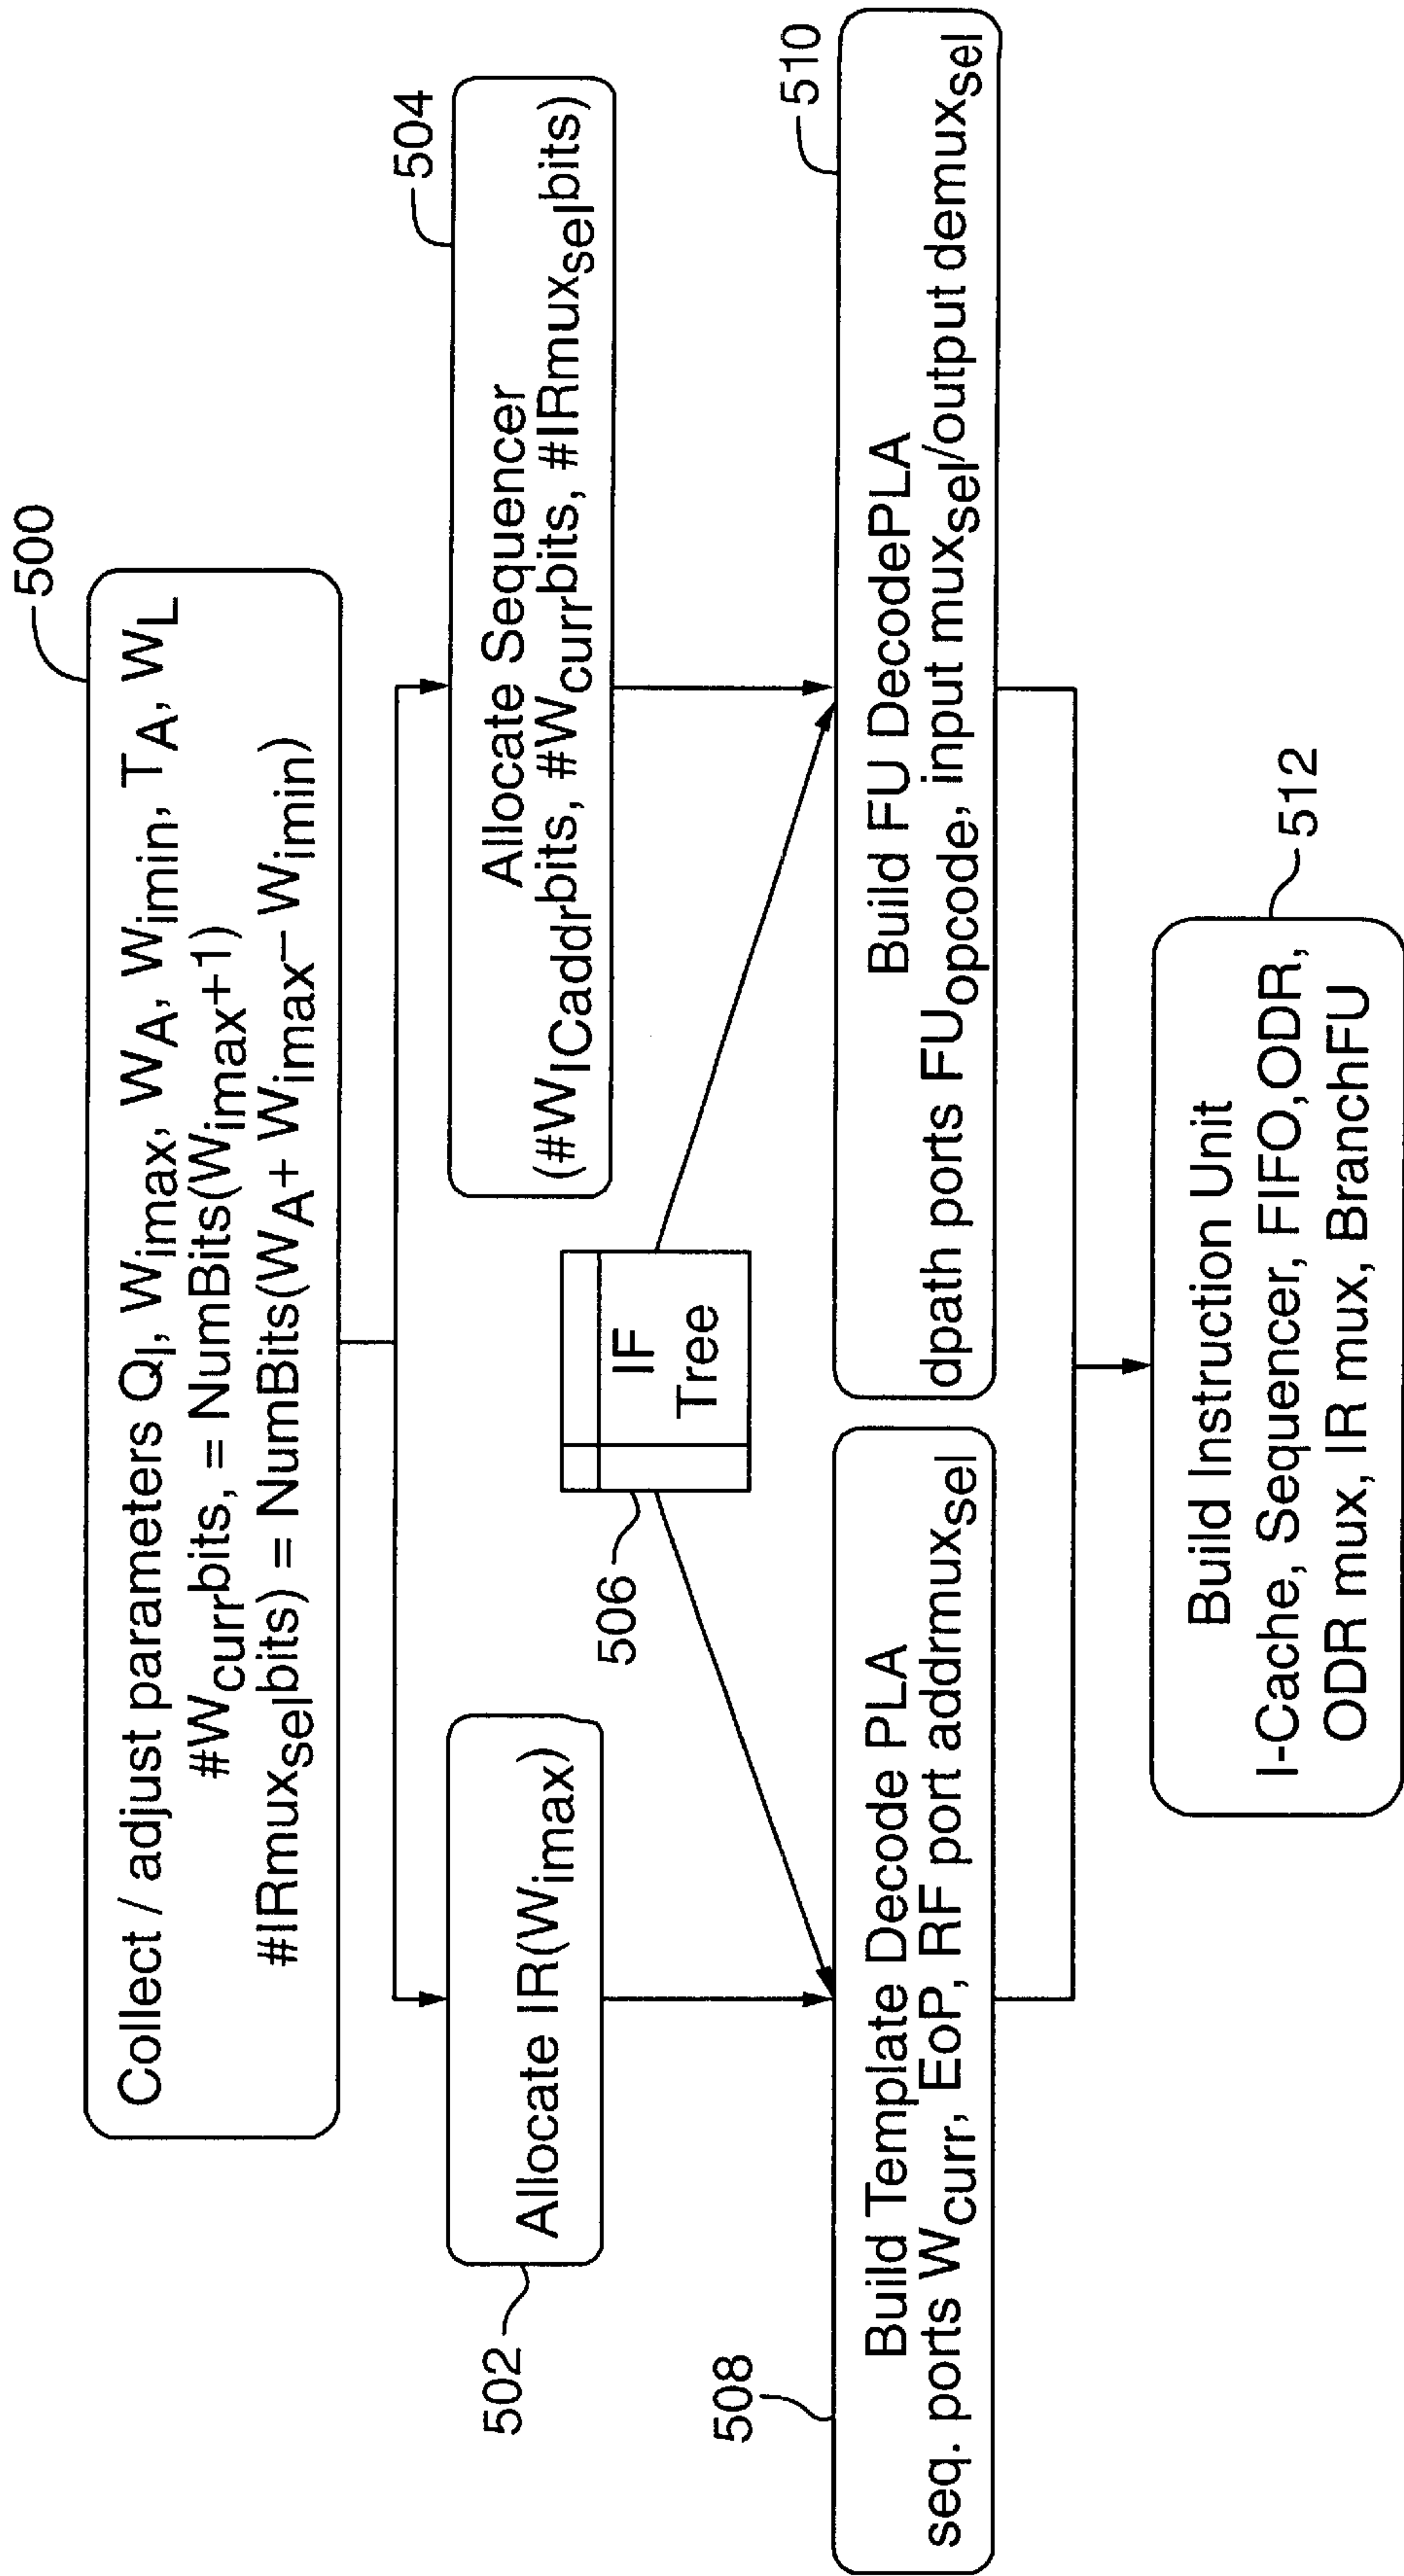 500
Collect / adjust parameters Q_I, W_imax, W_A, W_imin, T_A, W_L
#W_curr bits, = NumBits(W_imax+1)
#IRmux_sel bits) = NumBits(W_A + W_imax - W_imin)
502
Allocate IR(W_imax)
504
Allocate Sequencer
(#W_ICaddr bits, #W_curr bits, #IRmux_sel bits)
506
IF
Tree
508
Build Template Decode PLA
seq. ports W_curr, EoP, RF port addrmux_sel
510
Build FU DecodePLA
dpath ports FU_opcode, input mux_sel/output demux_sel
512
Build Instruction Unit
I-Cache, Sequencer, FIFO,ODR,
ODR mux, IR mux, BranchFU